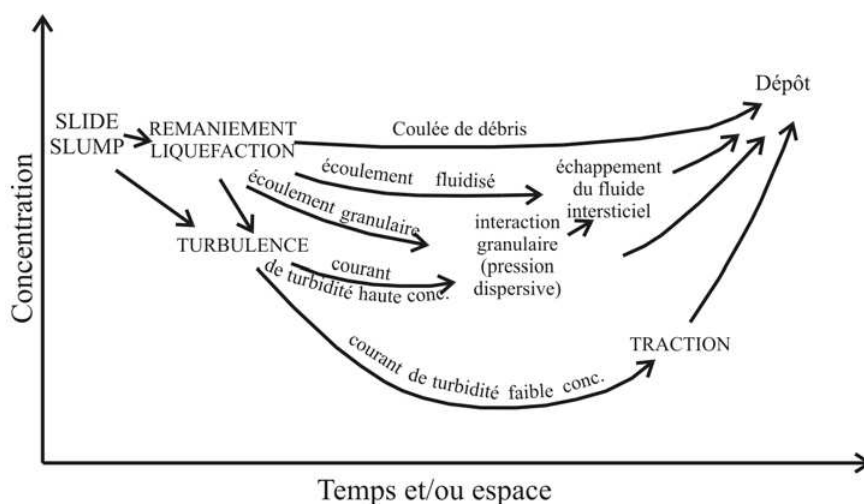 Concentration
Dépôt
SLIDE
SLUMP
REMANIEMENT
LIQUEFACTION
Coulée de débris
écoulement fluidisé
échappement
du fluide
intersticiel
écoulement granulaire
interaction
granulaire
(pression
dispersive)
TURBULENCE
courant
de turbidité haute conc.
TRACTION
courant de turbidité faible conc.
Temps et/ou espace